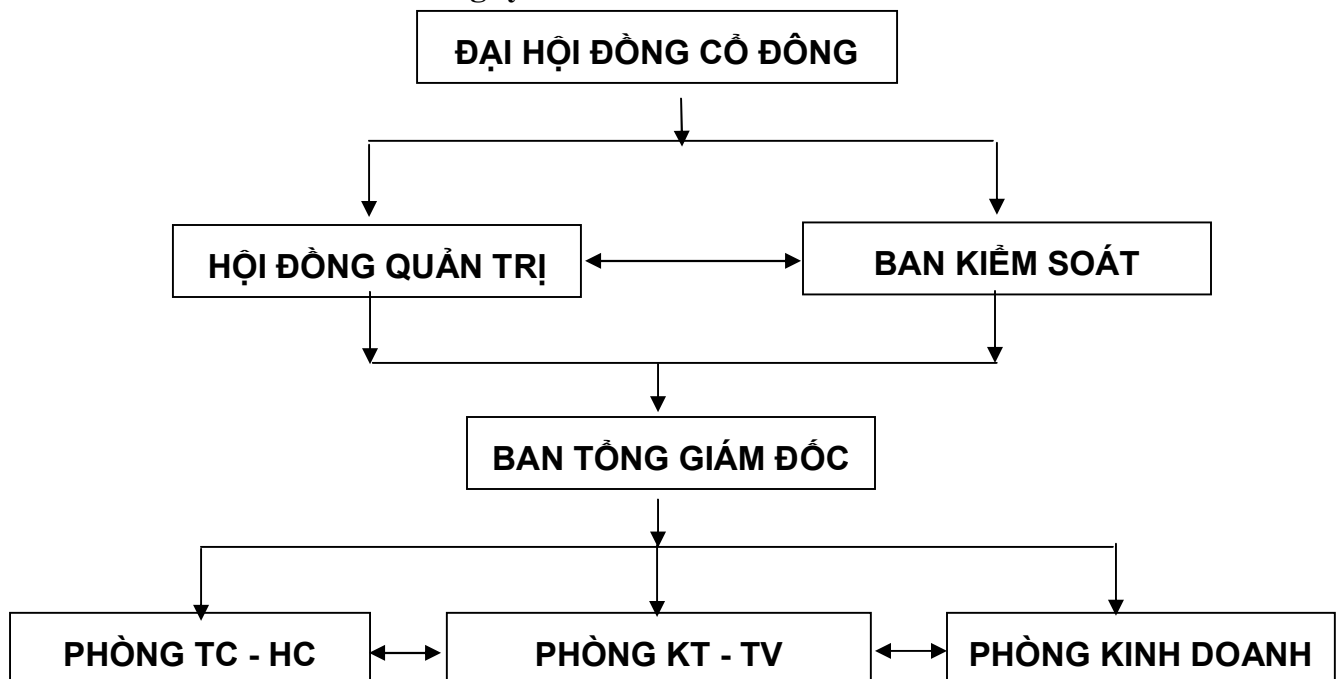 ĐẠI HỘI ĐỒNG CỔ ĐÔNG
HỘI ĐỒNG QUẢN TRỊ
BAN KIỂM SOÁT
BAN TỔNG GIÁM ĐỐC
PHÒNG TC - HC
PHÒNG KT - TV
PHÒNG KINH DOANH